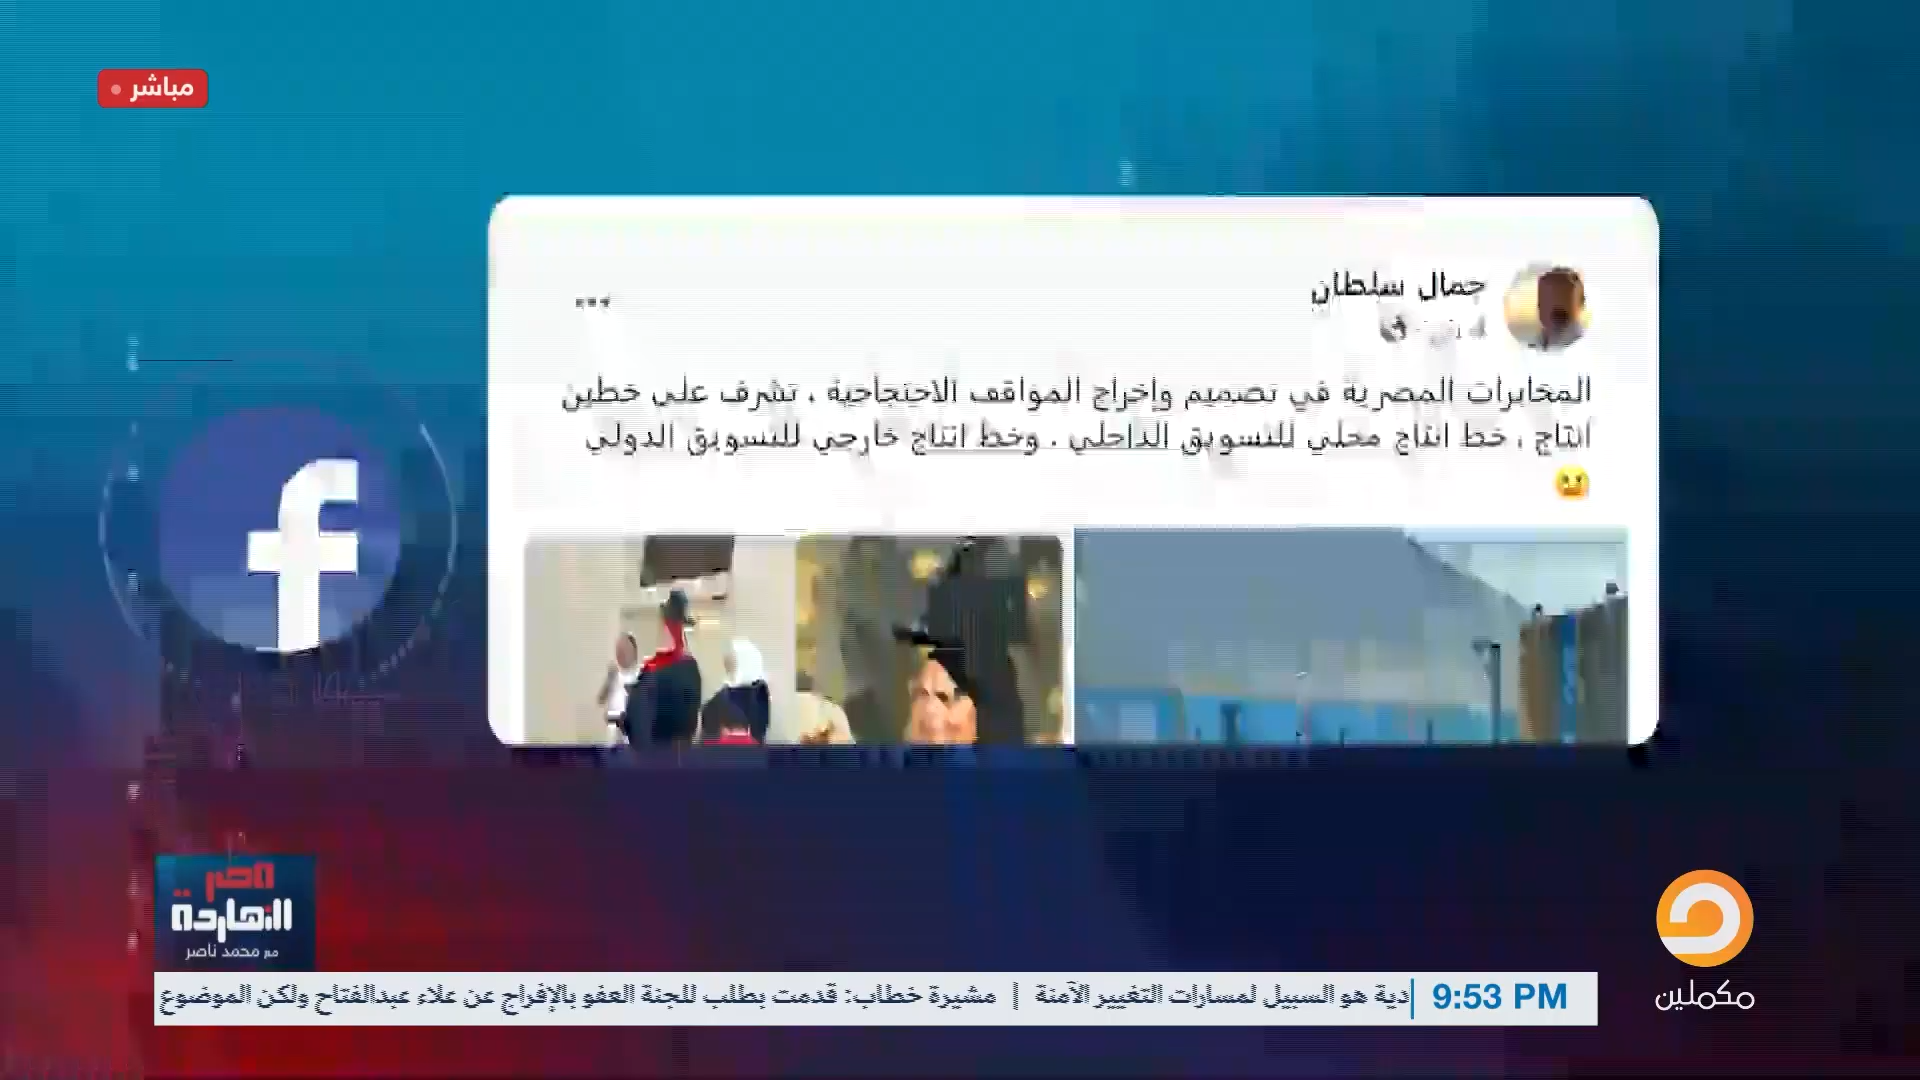 مباشر
جمال سلطان
المخابرات المصرية في تصميم وإخراج المواقف الاحتجاجية ، تشرف على خطين
انتاج ، خط انتاج محلي للتسويق الداخلي ، وخط انتاج خارجي للتسويق الدولي
مصر
النهاردة
مع محمد ناصر
دية هو السبيل لمسارات التغيير الآمنة | مشيرة خطاب: قدمت بطلب للجنة العفو بالإفراج عن علاء عبدالفتاح ولكن الموضوع
9:53 PM
مكملين